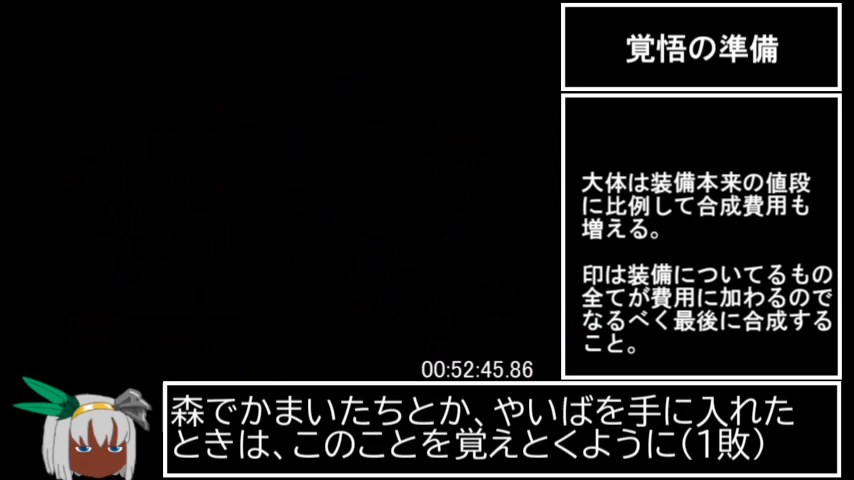 覚悟の準備
大体は装備本来の値段
に比例して合成費用も
増える。
印は装備についてるもの
全てが費用に加わるので
なるべく最後に合成する
こと。
00:52:45.86
森でかまいたちとか、やいばを手に入れた
ときは、このことを覚えとくように(1敗)